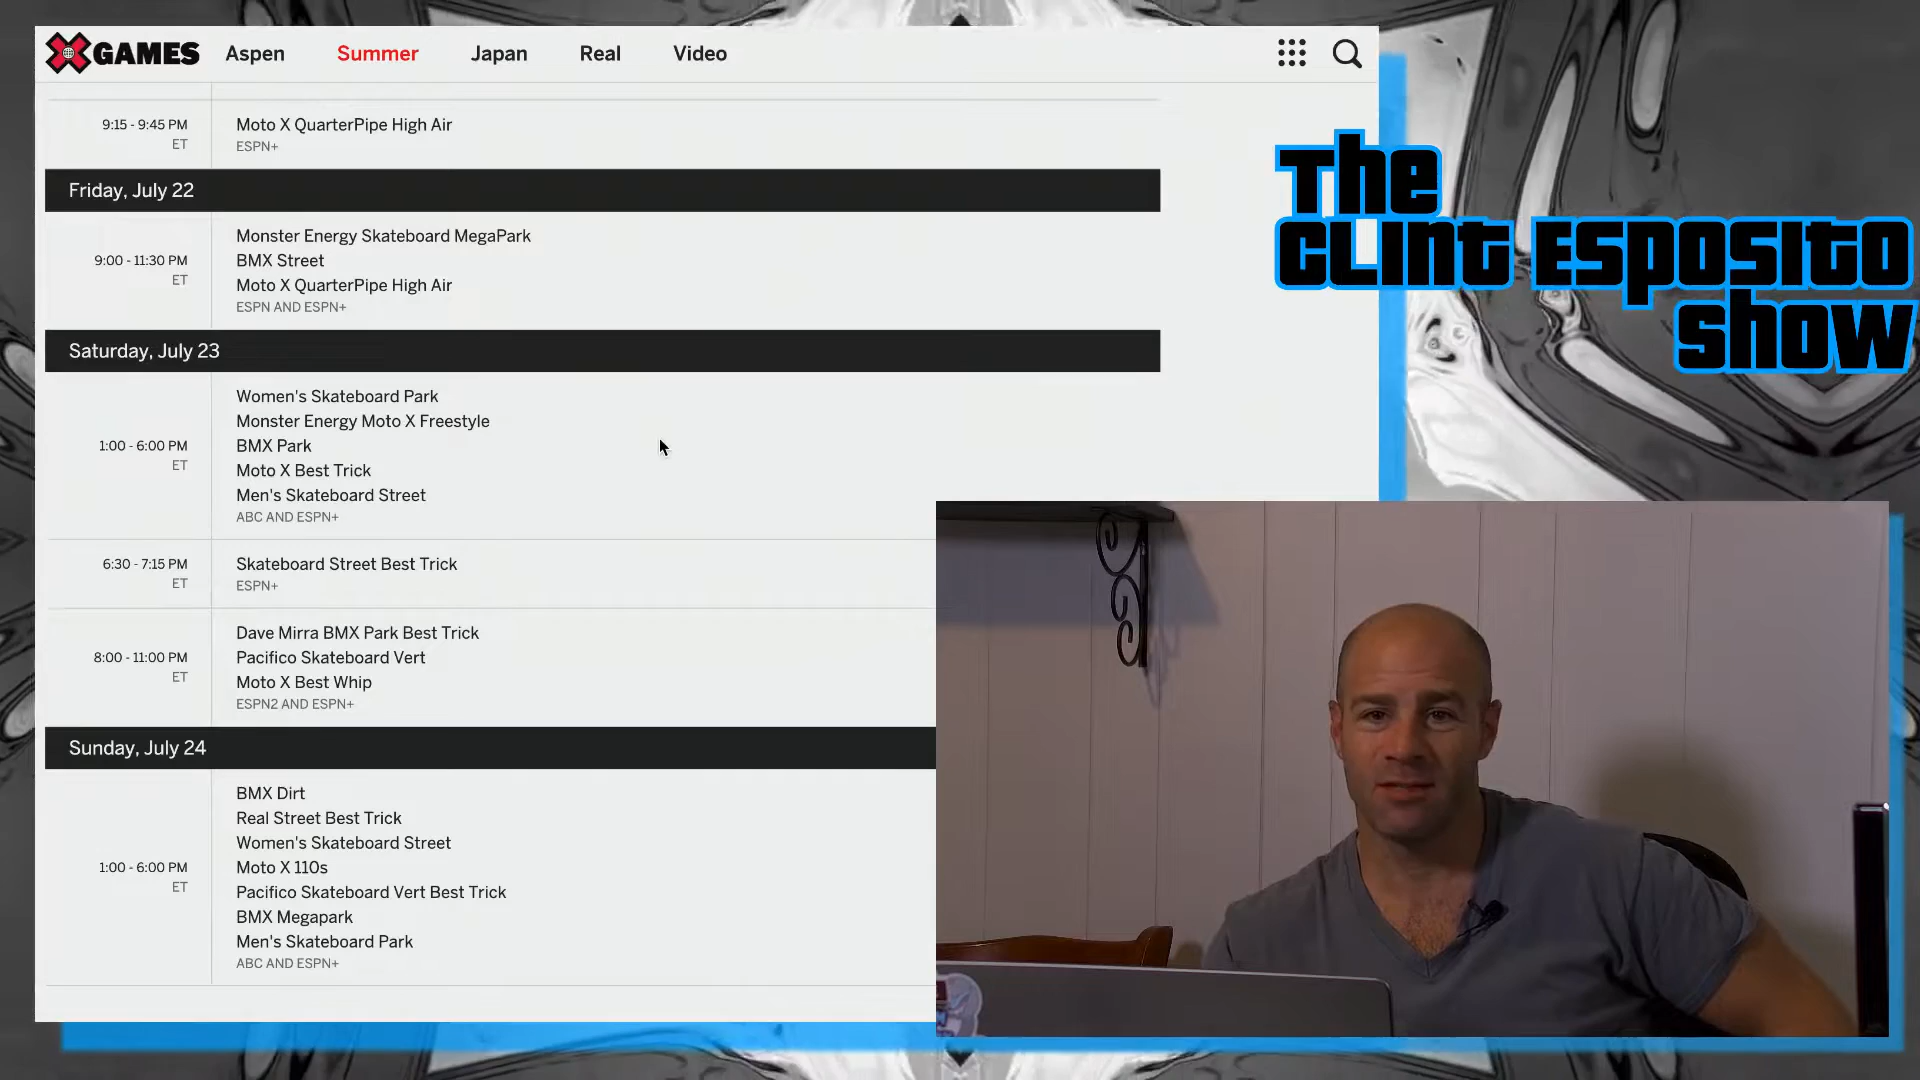 X GAMES Aspen Summer Japan Real Video
9:15 - 9:45 PM
ET
Moto X QuarterPipe High Air
ESPN+
Friday, July 22
9:00 - 11:30 PM
ET
Monster Energy Skateboard MegaPark
BMX Street
Moto X QuarterPipe High Air
ESPN AND ESPN+
Saturday, July 23
1:00 - 6:00 PM
ET
Women's Skateboard Park
Monster Energy Moto X Freestyle
BMX Park
Moto X Best Trick
Men's Skateboard Street
ABC AND ESPN+
6:30 - 7:15 PM
ET
Skateboard Street Best Trick
ESPN+
8:00 - 11:00 PM
ET
Dave Mirra BMX Park Best Trick
Pacifico Skateboard Vert
Moto X Best Whip
ESPN2 AND ESPN+
Sunday, July 24
1:00 - 6:00 PM
ET
BMX Dirt
Real Street Best Trick
Women's Skateboard Street
Moto X 110s
Pacifico Skateboard Vert Best Trick
BMX Megapark
Men's Skateboard Park
ABC AND ESPN+
The
CLINT ESPOSITO
SHOW